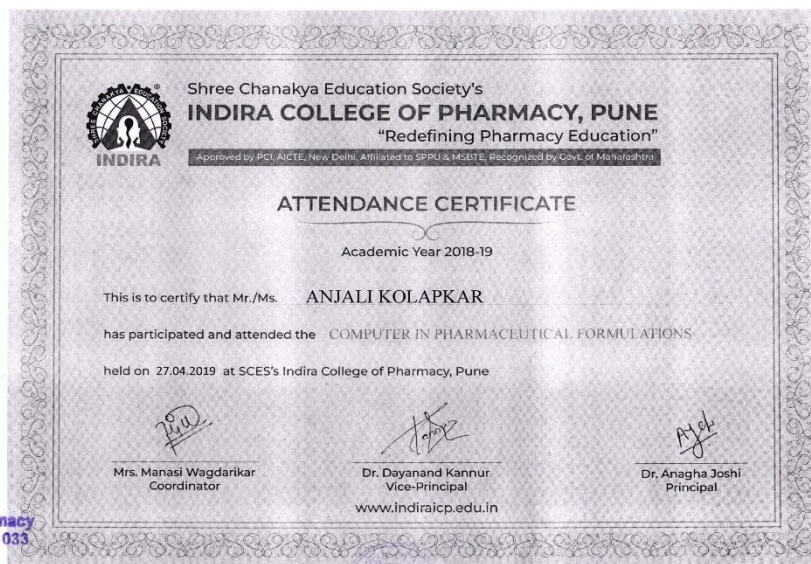 SHREE CHANAKYA EDUCATION SOCIETY
®
INDIRA
Shree Chanakya Education Society's
INDIRA COLLEGE OF PHARMACY, PUNE
“Redefining Pharmacy Education”
Approved by PCI, AICTE, New Delhi, Affiliated to SPPU & MSBTE, Recognized by Govt. of Maharashtra
ATTENDANCE CERTIFICATE
Academic Year 2018-19
This is to certify that Mr./Ms. ANJALI KOLAPKAR
has participated and attended the COMPUTER IN PHARMACEUTICAL FORMULATIONS
held on 27.04.2019 at SCES's Indira College of Pharmacy, Pune
Mrs. Manasi Wagdarikar
Coordinator
Dr. Dayanand Kannur
Vice-Principal
Dr. Anagha Joshi
Principal
www.indiraicp.edu.in
033